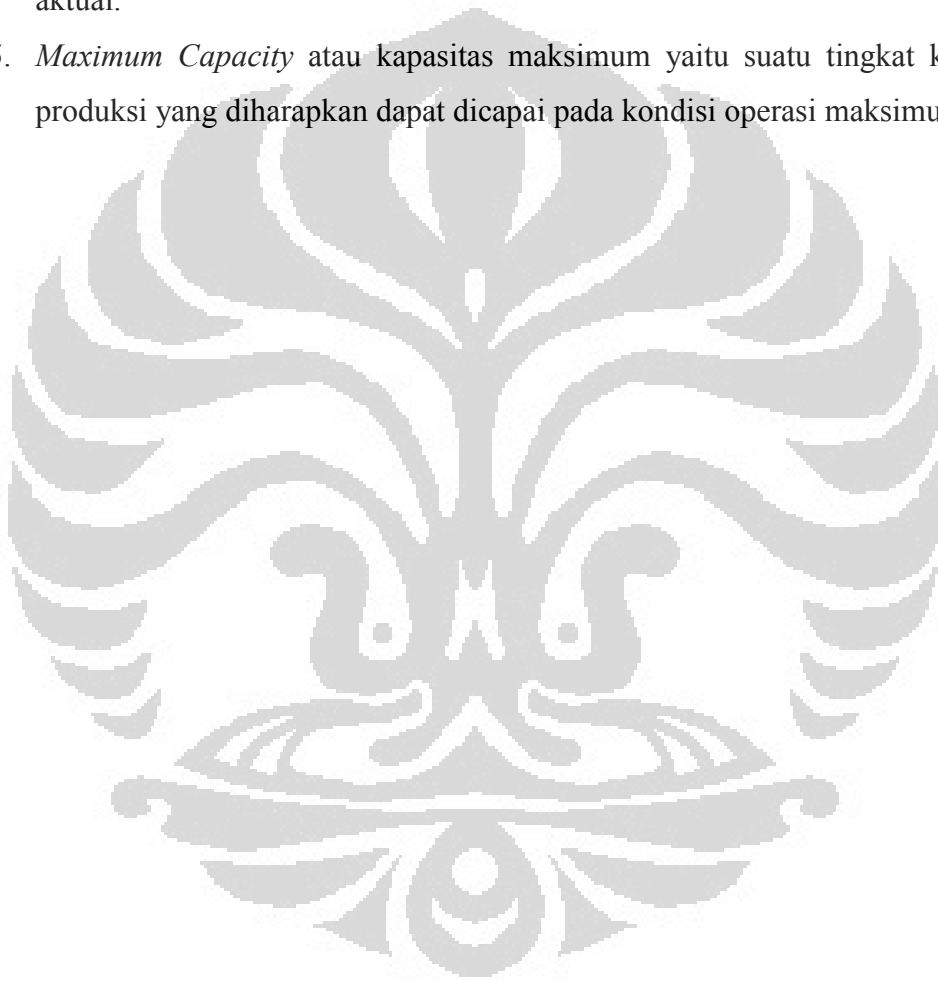 aktual.
. Maximum Capacity atau kapasitas maksimum yaitu suatu tingkat k
produksi yang diharapkan dapat dicapai pada kondisi operasi maksimu